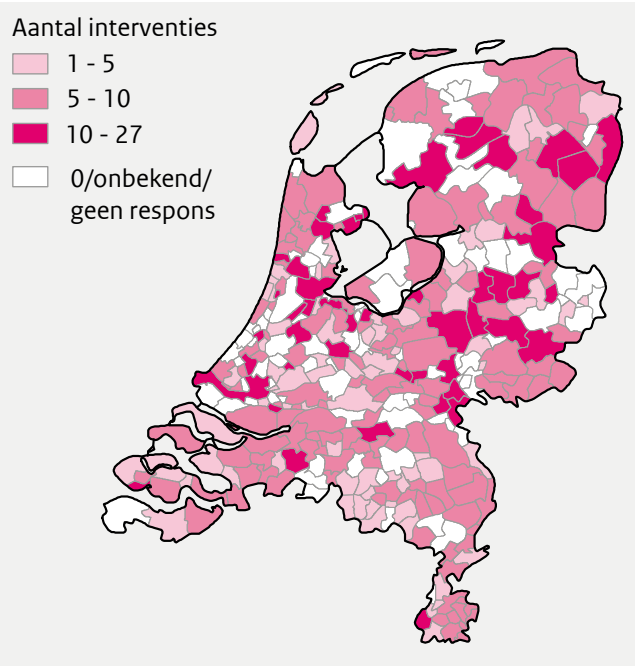 Aantal interventies
1 - 5
5 - 10
10 - 27
0/onbekend/
geen respons